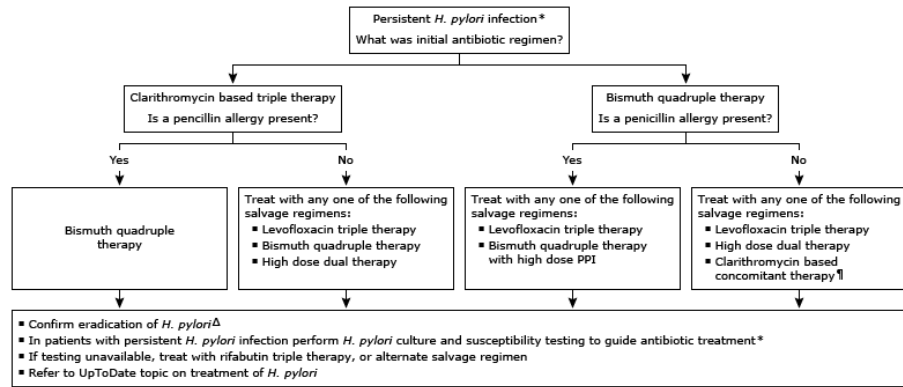 Persistent H. pylori infection*
What was initial antibiotic regimen?
Clarithromycin based triple therapy
Is a pencillin allergy present?
Bismuth quadruple therapy
Is a penicillin allergy present?
Yes
No
Yes
No
Bismuth quadruple
therapy
Treat with any one of the following
salvage regimens:
▪ Levofloxacin triple therapy
▪ Bismuth quadruple therapy
▪ High dose dual therapy
Treat with any one of the following
salvage regimens:
▪ Levofloxacin triple therapy
▪ Bismuth quadruple therapy
with high dose PPI
Treat with any one of the following
salvage regimens:
▪ Levofloxacin triple therapy
▪ High dose dual therapy
▪ Clarithromycin based
concomitant therapy¶
▪ Confirm eradication of H. pyloriΔ
▪ In patients with persistent H. pylori infection perform H. pylori culture and susceptibility testing to guide antibiotic treatment*
▪ If testing unavailable, treat with rifabutin triple therapy, or alternate salvage regimen
▪ Refer to UpToDate topic on treatment of H. pylori